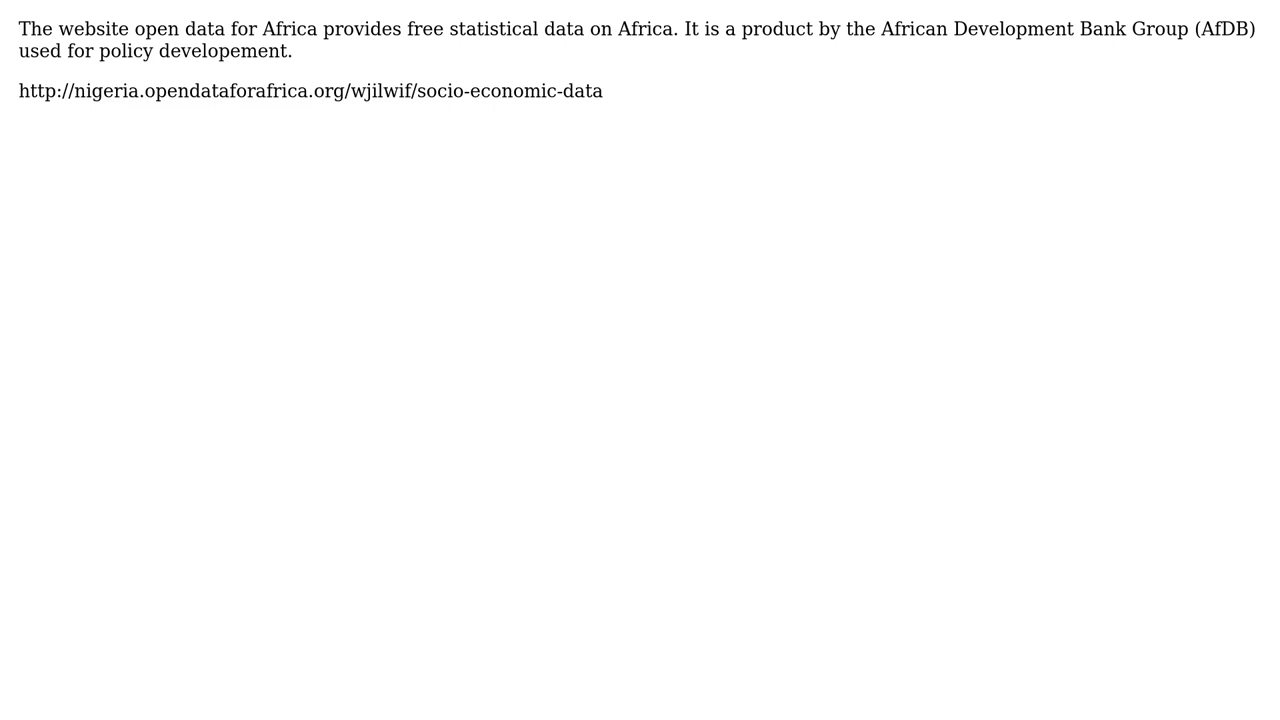 The website open data for Africa provides free statistical data on Africa. It is a product by the African Development Bank Group (AfDB)
used for policy developement.
http://nigeria.opendataforafrica.org/wjilwif/socio-economic-data